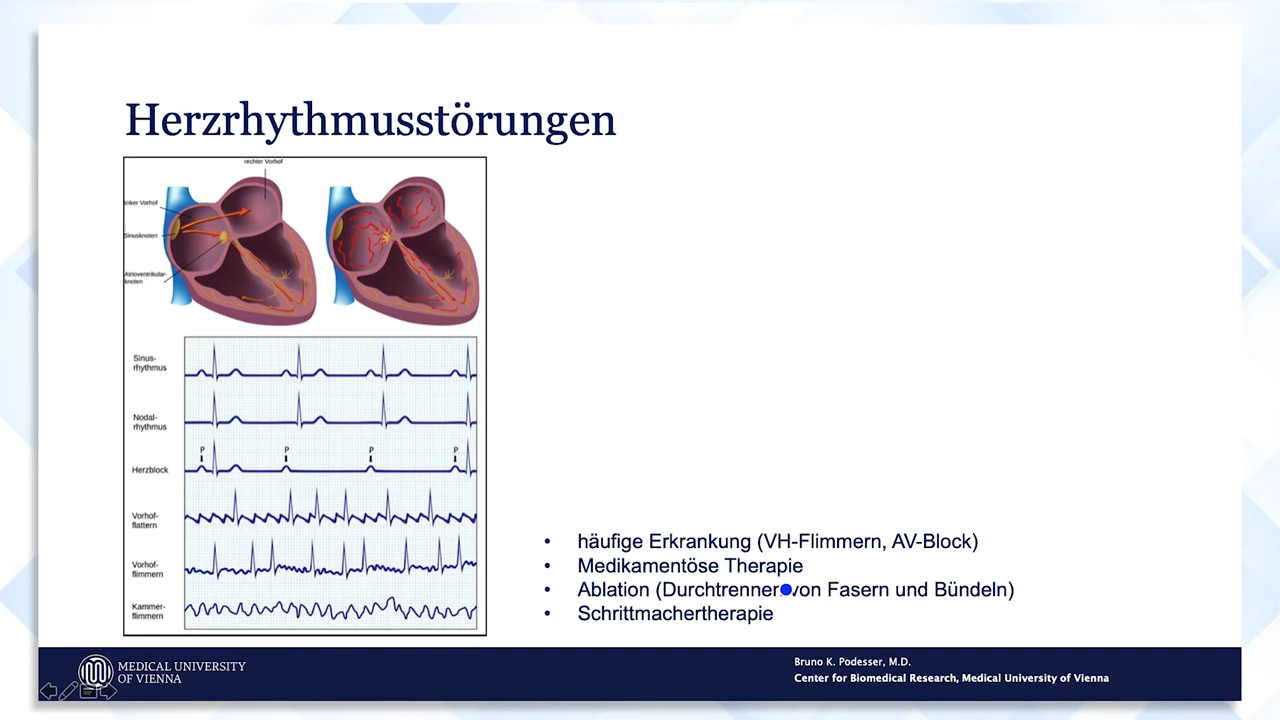 Herzrhythmusstörungen
rechter Vorhof
linker Vorhof
Sinusknoten
Atrioventrikular-
knoten
Sinus-
rhythmus
Nodal-
rhythmus
P P P P
Herzblock
Vorhof-
flattern
Vorhof-
flimmern
Kammer-
flimmern
• häufige Erkrankung (VH-Flimmern, AV-Block)
• Medikamentöse Therapie
• Ablation (Durchtrennen von Fasern und Bündeln)
• Schrittmachertherapie
MEDICAL UNIVERSITY
OF VIENNA
Bruno K. Podesser, M.D.
Center for Biomedical Research, Medical University of Vienna